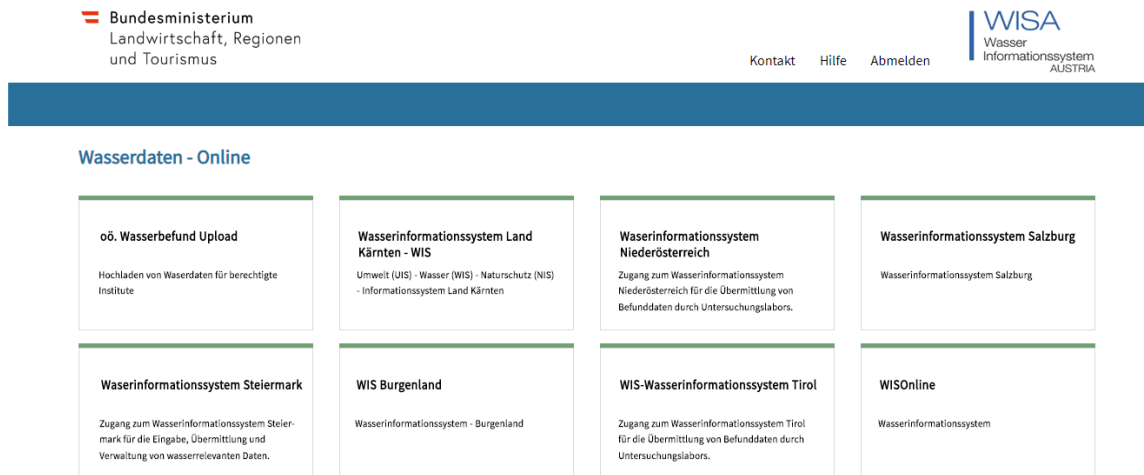 Bundesministerium
Landwirtschaft, Regionen
und Tourismus
Kontakt Hilfe Abmelden
WISA
Wasser
Informationssystem
AUSTRIA
Wasserdaten - Online
oö. Wasserbefund Upload
Hochladen von Waserdaten für berechtigte
Institute
Wasserinformationssystem Land
Kärnten - WIS
Umwelt (UIS) - Wasser (WIS) - Naturschutz (NIS)
- Informationssystem Land Kärnten
Waserinformationssystem
Niederösterreich
Zugang zum Wasserinformationssystem
Niederösterreich für die Übermittlung von
Befunddaten durch Untersuchungslabors.
Wasserinformationssystem Salzburg
Wasserinformationssystem Salzburg
Waserinformationssystem Steiermark
Zugang zum Wasserinformationssystem Steier-
mark für die Eingabe, Übermittlung und
Verwaltung von wasserrelevanten Daten.
WIS Burgenland
Wasserinformationssystem - Burgenland
WIS-Wasserinformationssystem Tirol
Zugang zum Wasserinformationssystem Tirol
für die Übermittlung von Befunddaten durch
Untersuchungslabors.
WISOnline
Wasserinformationssystem